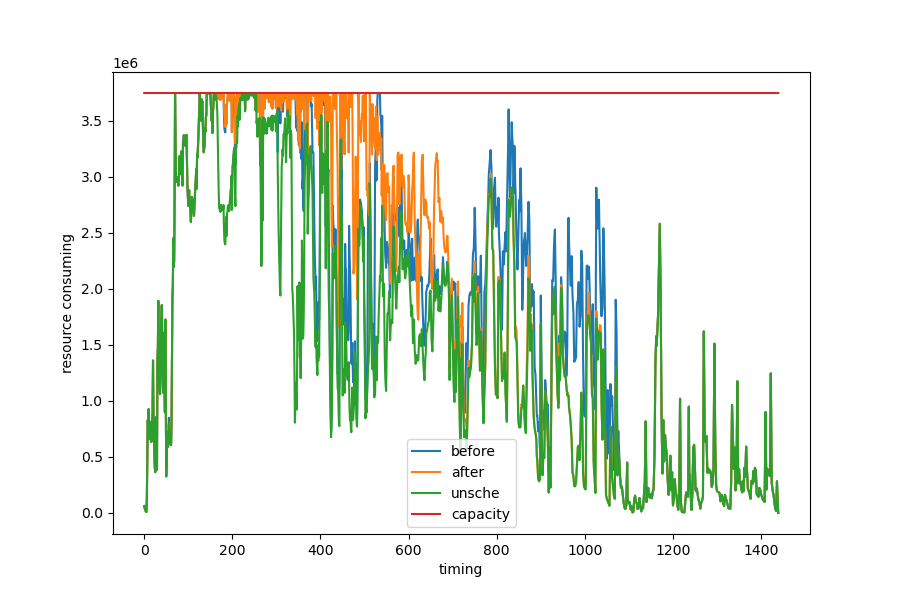 1e6
3.5
3.0
2.5
2.0
1.5
1.0
0.5
0.0
resource consuming
before
after
unsche
capacity
0 200 400 600 800 1000 1200 1400
timing